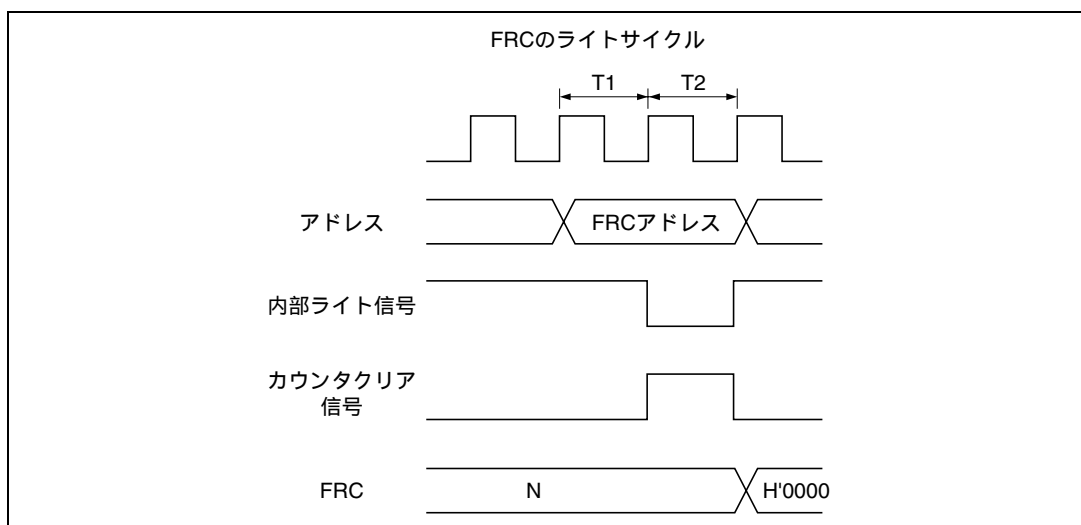 FRCのライトサイクル
T1 T2
アドレス
FRCアドレス
内部ライト信号
カウンタクリア
信号
FRC
N
H'0000